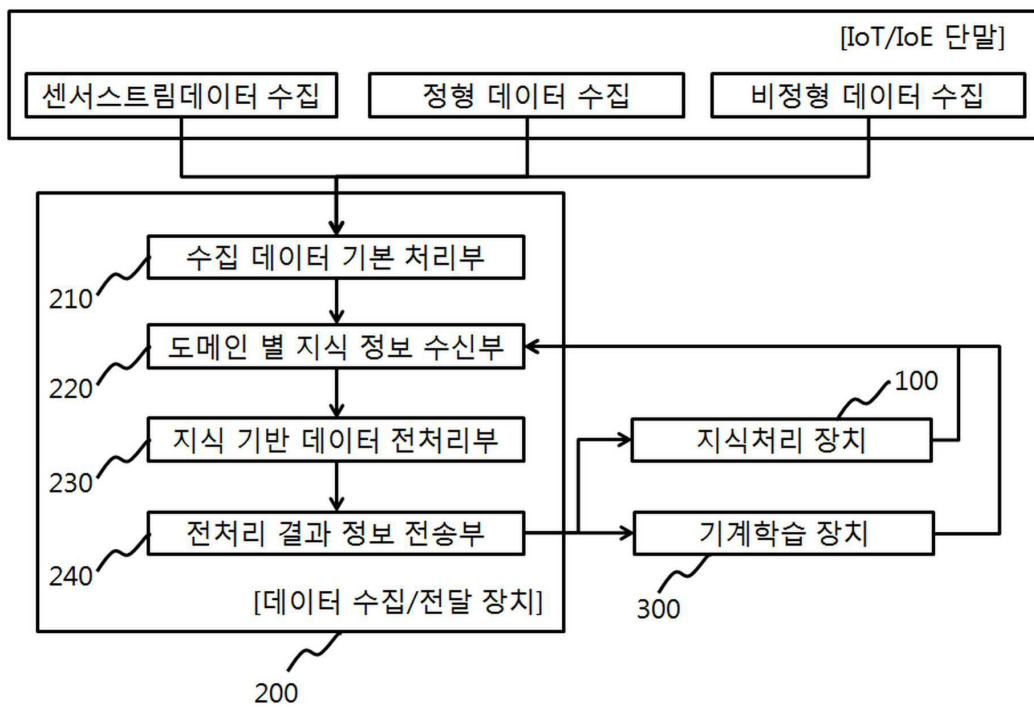 [IoT/IoE 단말]
센서스트림데이터 수집
정형 데이터 수집
비정형 데이터 수집
수집 데이터 기본 처리부
210
도메인 별 지식 정보 수신부
220
100
지식 기반 데이터 전처리부
지식처리 장치
230
전처리 결과 정보 전송부
기계학습 장치
240
[데이터 수집/전달 장치]
300
200